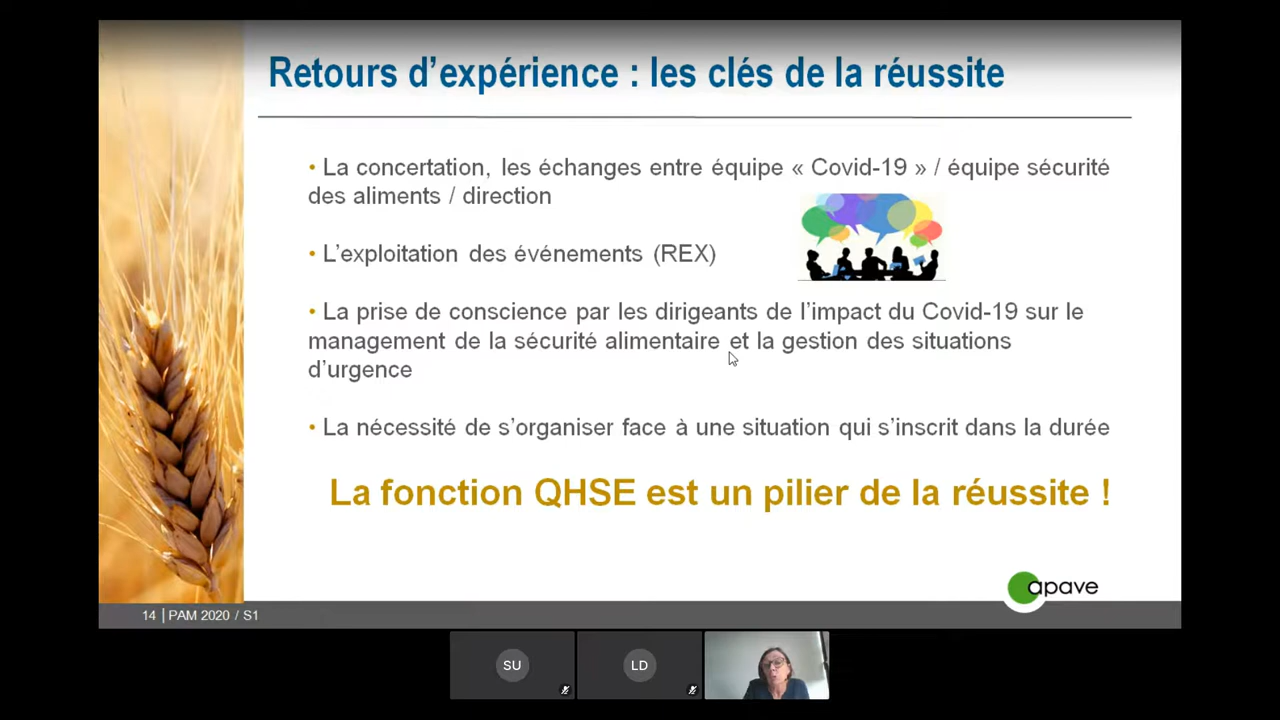 Retours d’expérience : les clés de la réussite
• La concertation, les échanges entre équipe « Covid-19 » / équipe sécurité
des aliments / direction
• L’exploitation des événements (REX)
• La prise de conscience par les dirigeants de l’impact du Covid-19 sur le
management de la sécurité alimentaire et la gestion des situations
d’urgence
• La nécessité de s’organiser face à une situation qui s’inscrit dans la durée
La fonction QHSE est un pilier de la réussite !
apave
14 | PAM 2020 / S1
SU
LD